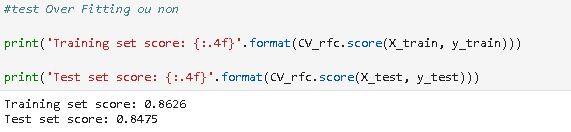 #test Over Fitting ou non
print('Training set score: {:.4f}'.format(CV_rfc.score(X_train, y_train)))
print('Test set score: {:.4f}'.format(CV_rfc.score(X_test, y_test)))
Training set score: 0.8626
Test set score: 0.8475